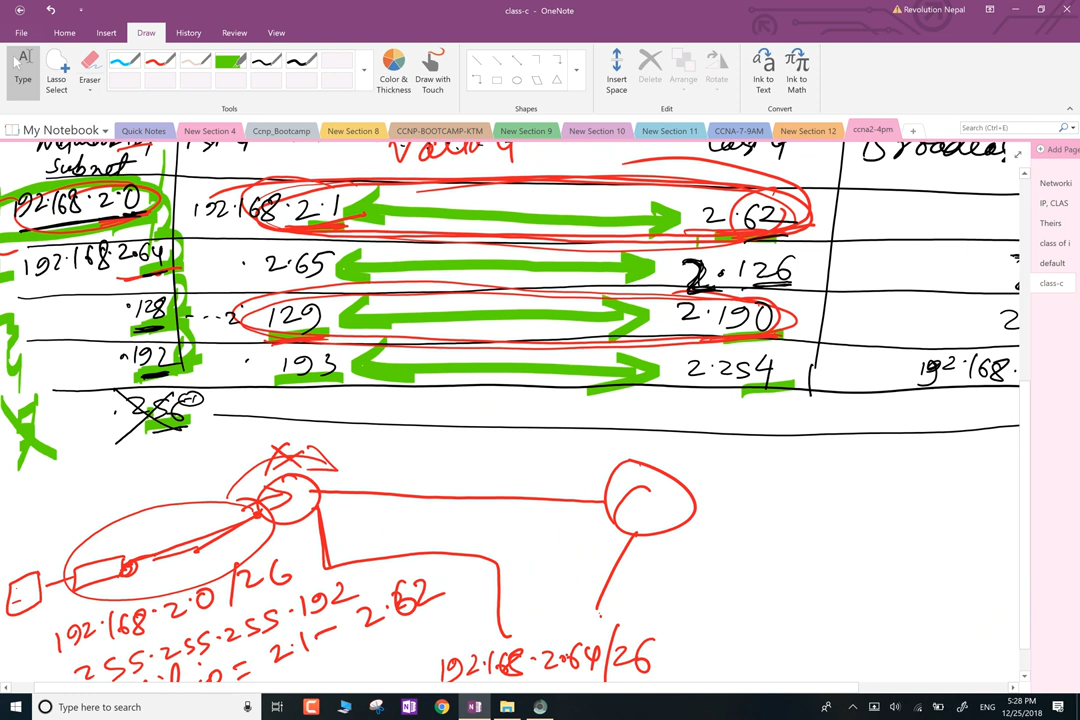 class-c - OneNote
Revolution Nepal
File Home Insert Draw History Review View
Type
Lasso Select
Eraser
Color & Thickness
Draw with Touch
Insert Space
Delete
Arrange
Rotate
Ink to Text
Ink to Math
Tools
Shapes
Edit
Convert
My Notebook
Quick Notes
New Section 4
Ccnp_Bootcamp
New Section 8
CCNP-BOOTCAMP-KTM
New Section 9
New Section 10
New Section 11
CCNA-7-9AM
New Section 12
ccna2-4pm
Search (Ctrl+E)
Add Page
Networki
IP, CLAS
Theirs
class of i
default
class-c
Subnet
192.168.2.0 192.168.2.1 2.62
192.168.2.64 . 2.65 2.126
.128 ...2. 129 2.190 2
.192 . 193 2.254 192.168.
.256 -1
192.168.2.0/26
255.255.255.192
2.1- 2.62
192.168.2.64/26
Type here to search
5:28 PM
12/25/2018